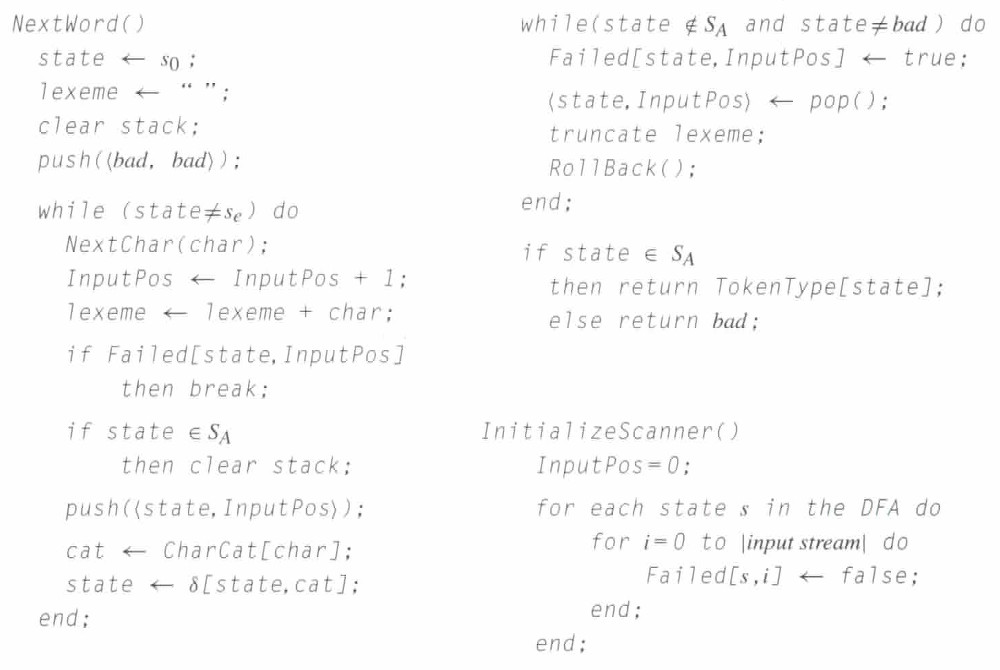 NextWord()
state ← s0 ;
lexeme ← “ ”;
clear stack;
push(⟨bad, bad⟩);
while (state≠se) do
NextChar(char);
InputPos ← InputPos + 1;
lexeme ← lexeme + char;
if Failed[state,InputPos]
then break;
if state ∈ SA
then clear stack;
push(⟨state,InputPos⟩);
cat ← CharCat[char];
state ← δ[state,cat];
end;
while(state ∉ SA and state≠bad) do
Failed[state,InputPos] ← true;
⟨state,InputPos⟩ ← pop();
truncate lexeme;
RollBack();
end;
if state ∈ SA
then return TokenType[state];
else return bad;
InitializeScanner()
InputPos=0;
for each state s in the DFA do
for i=0 to |input stream| do
Failed[s,i] ← false;
end;
end;